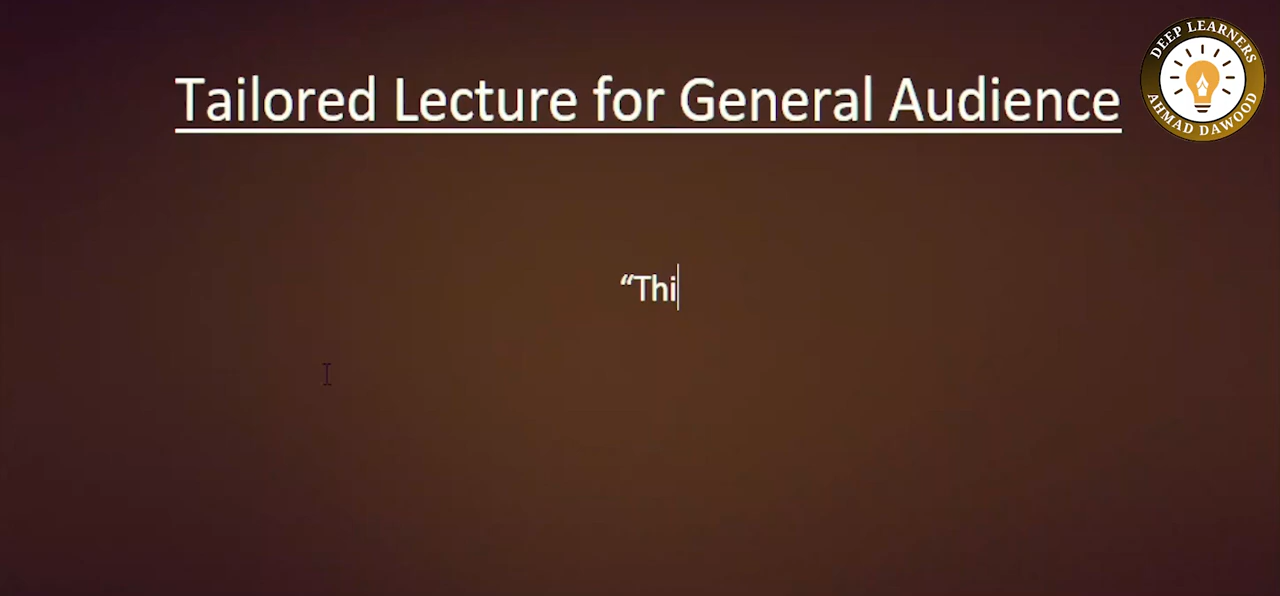 Tailored Lecture for General Audience
DEEP LEARNERS
AHMAD DAWOOD
“Thi